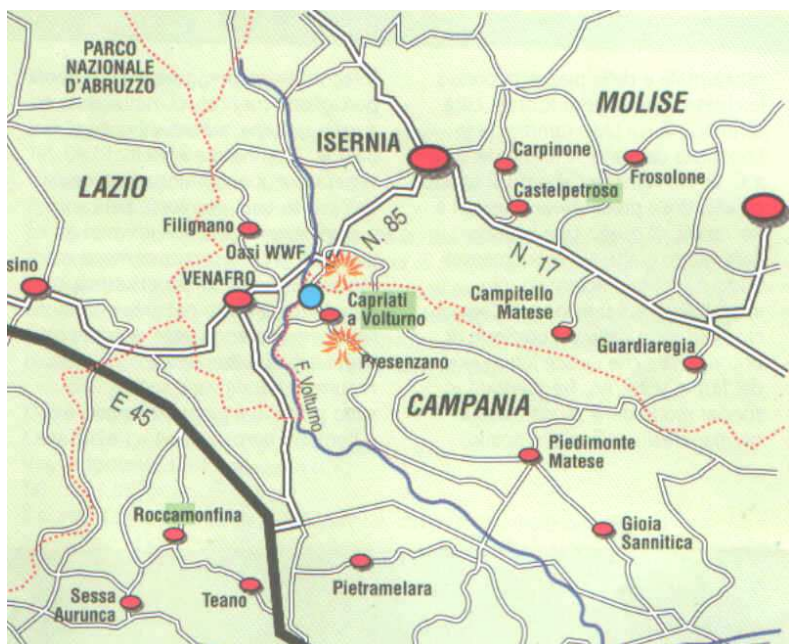 PARCO
NAZIONALE
D'ABRUZZO
MOLISE
ISERNIA
Carpinone
Frosolone
LAZIO
Castelpetroso
Filignano
N. 85
Oasi WWF
N. 17
sino
VENAFRO
Capriati
a Volturno
Campitello
Matese
Guardiaregia
Presenzano
F. Volturno
E 45
CAMPANIA
Piedimonte
Matese
Roccamonfina
Gioia
Sannitica
Pietramelara
Sessa
Aurunca
Teano